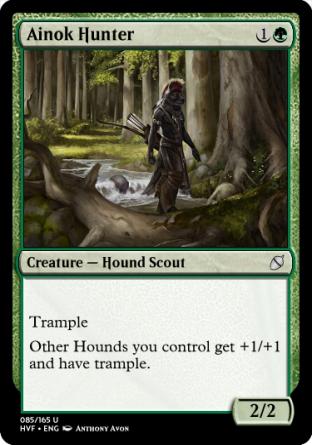 Ainok Hunter 1
Creature — Hound Scout
Trample
Other Hounds you control get +1/+1
and have trample.
2/2
085/165 U
HVF • ENG Anthony Avon